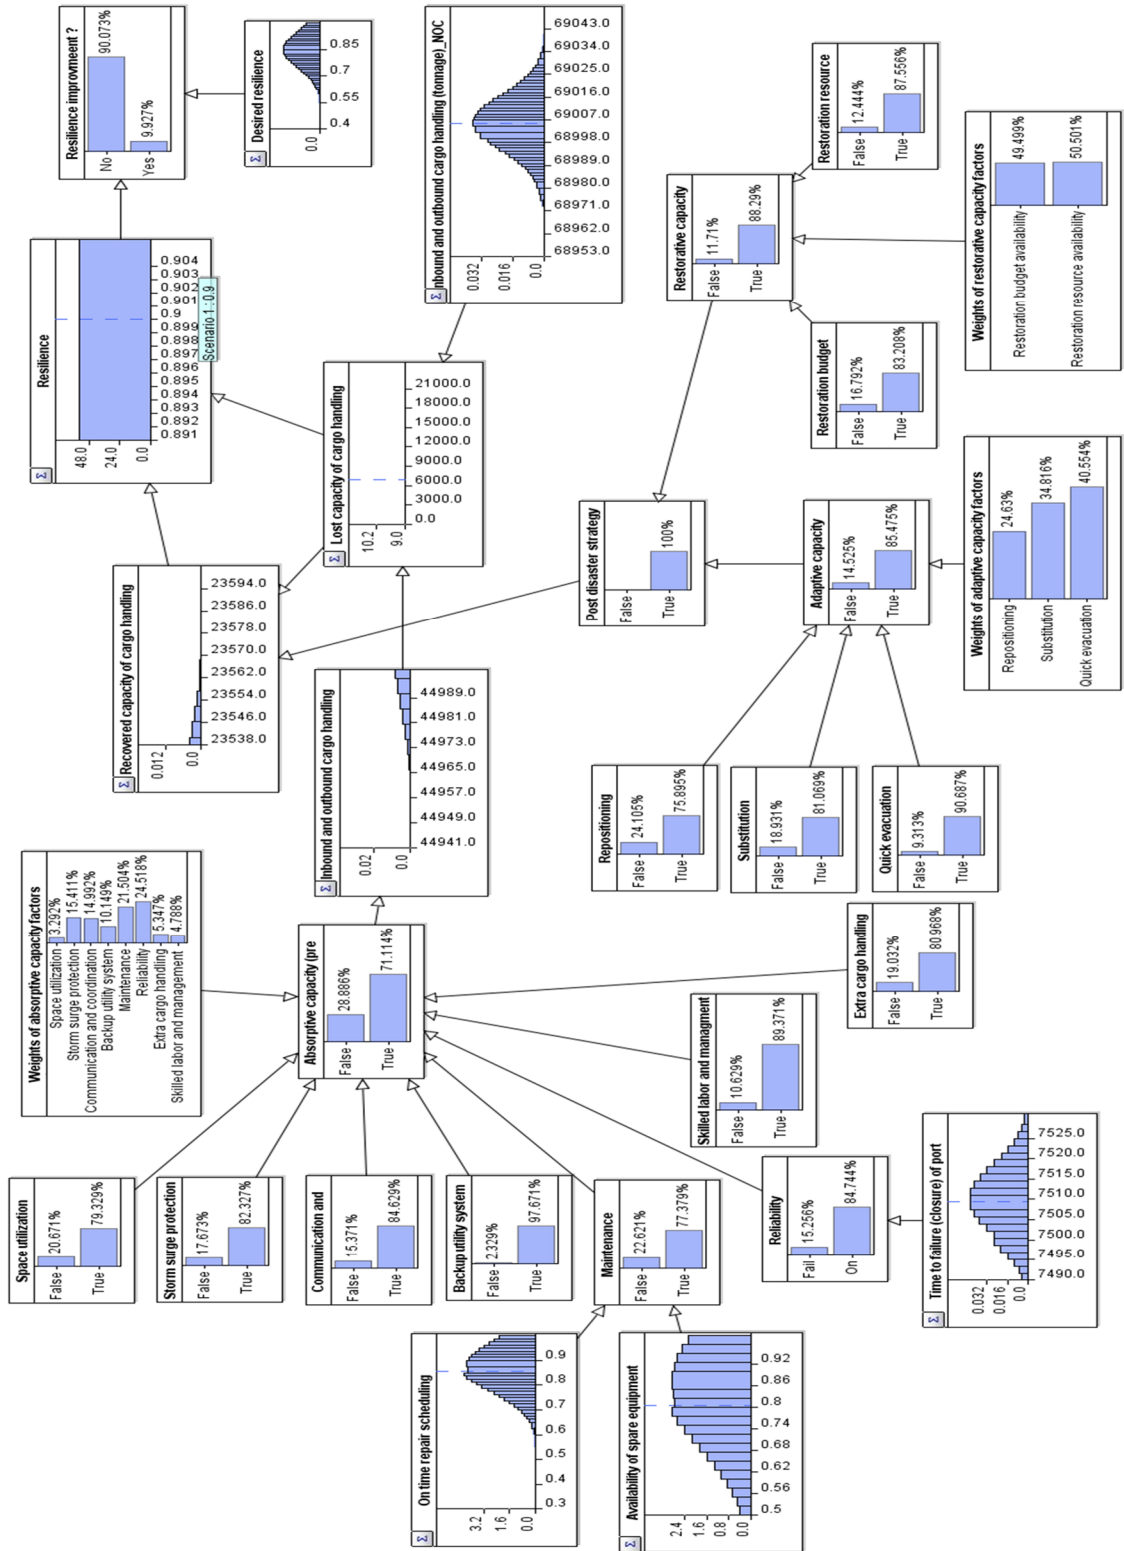 Resilience improvmeent ?
No 90.073%
Yes 9.927%
Σ Desired resilience
0.0
0.4 0.55 0.7 0.85
Σ Resilience
48.0
24.0
0.0
0.891 0.892 0.893 0.894 0.895 0.896 0.897 0.898 0.899 0.9 0.901 0.902 0.903 0.904
Scenario 1 : 0.9
Σ Inbound and outbound cargo handling (tonnage)_NOC
0.032
0.016
0.0
68953.0 68962.0 68971.0 68980.0 68989.0 68998.0 69007.0 69016.0 69025.0 69034.0 69043.0
Σ Lost capacity of cargo handling
10.2
9.0
0.0 3000.0 6000.0 9000.0 12000.0 15000.0 18000.0 21000.0
Σ Recovered capacity of cargo handling
0.012
0.0
23538.0 23546.0 23554.0 23562.0 23570.0 23578.0 23586.0 23594.0
Σ Inbound and outbound cargo handling
0.02
0.0
44941.0 44949.0 44957.0 44965.0 44973.0 44981.0 44989.0
Restorative capacity
False 11.71%
True 88.29%
Restoration resource
False 12.444%
True 87.556%
Restoration budget
False 16.792%
True 83.208%
Weights of restorative capacity factors
Restoration budget availability 49.499%
Restoration resource availability 50.501%
Post disaster strategy
False
True 100%
Adaptive capacity
False 14.525%
True 85.475%
Weights of adaptive capacity factors
Repositioning 24.63%
Substitution 34.816%
Quick evacuation 40.554%
Repositioning
False 24.105%
True 75.895%
Substitution
False 18.931%
True 81.069%
Quick evacuation
False 9.313%
True 90.687%
Weights of absorptive capacity factors
Space utilization 3.292%
Storm surge protection 15.411%
Communication and coordination 14.992%
Backup utility system 10.149%
Maintenance 21.504%
Reliability 24.518%
Extra cargo handling 5.347%
Skilled labor and management 4.788%
Absorptive capacity (pre
False 28.886%
True 71.114%
Extra cargo handling
False 19.032%
True 80.968%
Skilled labor and managment
False 10.629%
True 89.371%
Space utilization
False 20.671%
True 79.329%
Storm surge protection
False 17.673%
True 82.327%
Communication and
False 15.371%
True 84.629%
Backup utility system
False 2.329%
True 97.671%
Maintenance
False 22.621%
True 77.379%
Reliability
Fail 15.256%
On 84.744%
Σ Time to failure (closure) of port
0.032
0.016
0.0
7490.0 7495.0 7500.0 7505.0 7510.0 7515.0 7520.0 7525.0
Σ On time repair scheduling
3.2
1.6
0.0
0.3 0.4 0.5 0.6 0.7 0.8 0.9
Σ Availability of spare equipment
2.4
1.6
0.8
0.0
0.5 0.56 0.62 0.68 0.74 0.8 0.86 0.92